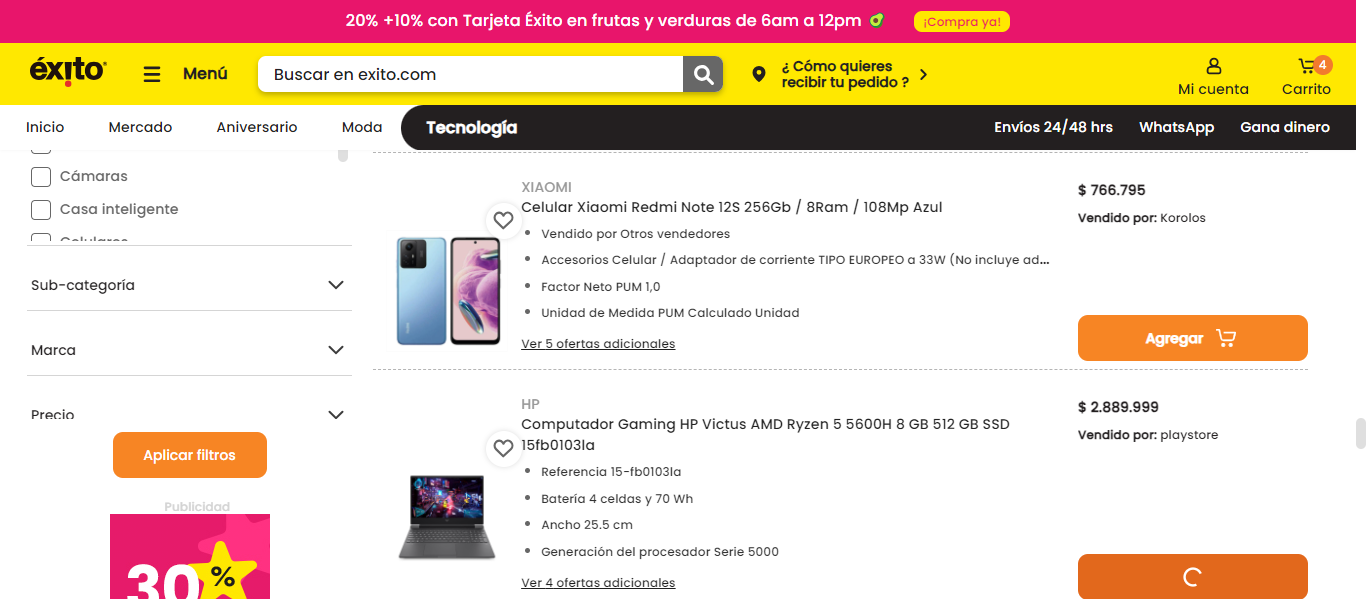 20% +10% con Tarjeta Éxito en frutas y verduras de 6am a 12pm
¡Compra ya!
éxito
Menú
Buscar en exito.com
¿ Cómo quieres
recibir tu pedido ?
Mi cuenta
4
Carrito
Inicio
Mercado
Aniversario
Moda
Tecnología
Envíos 24/48 hrs
WhatsApp
Gana dinero
Cámaras
Casa inteligente
Celulares
Sub-categoría
Marca
Precio
Aplicar filtros
Publicidad
30%
XIAOMI
Celular Xiaomi Redmi Note 12S 256Gb / 8Ram / 108Mp Azul
Vendido por Otros vendedores
Accesorios Celular / Adaptador de corriente TIPO EUROPEO a 33W (No incluye ad...
Factor Neto PUM 1,0
Unidad de Medida PUM Calculado Unidad
Ver 5 ofertas adicionales
$ 766.795
Vendido por: Korolos
Agregar
HP
Computador Gaming HP Victus AMD Ryzen 5 5600H 8 GB 512 GB SSD
15fb0103la
Referencia 15-fb0103la
Batería 4 celdas y 70 Wh
Ancho 25.5 cm
Generación del procesador Serie 5000
Ver 4 ofertas adicionales
$ 2.889.999
Vendido por: playstore